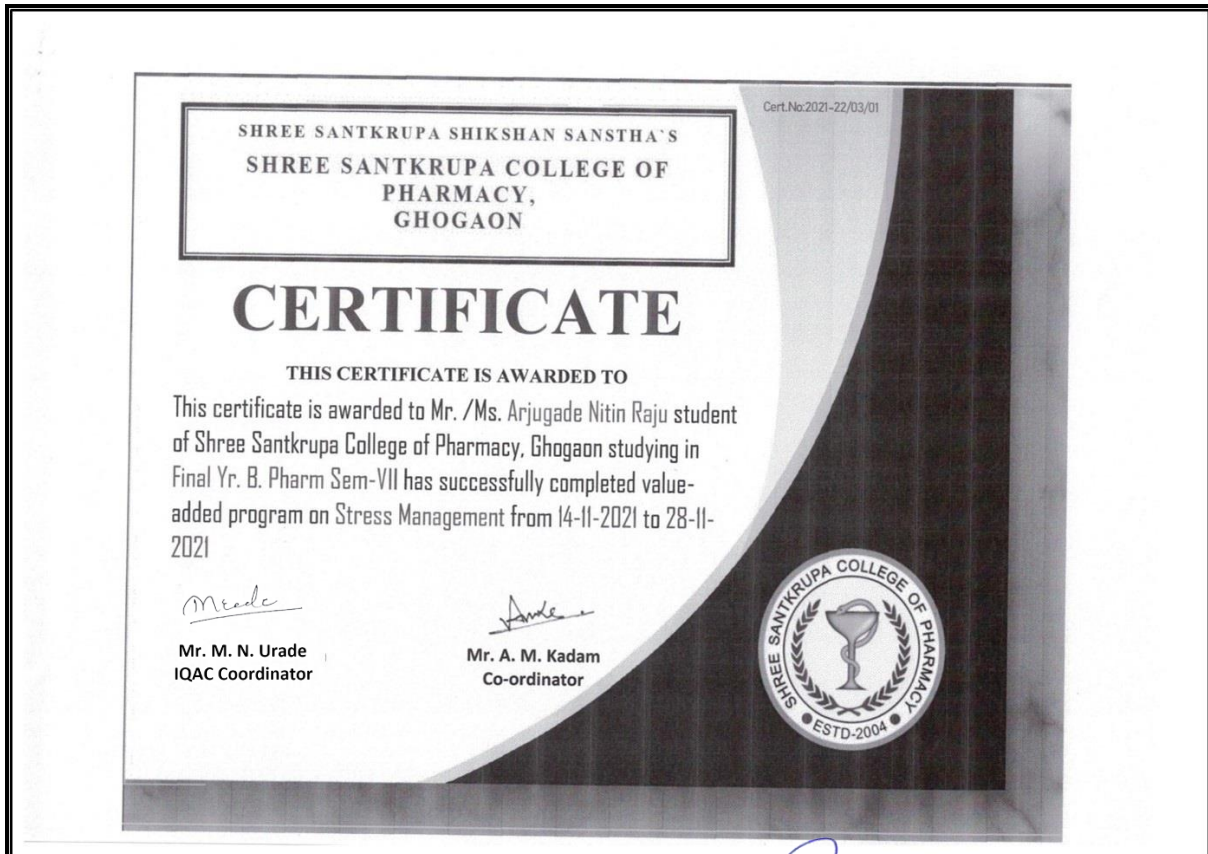 Cert.No:2021-22/03/01
SHREE SANTKRUPA SHIKSHAN SANSTHA`S
SHREE SANTKRUPA COLLEGE OF
PHARMACY,
GHOGAON
CERTIFICATE
THIS CERTIFICATE IS AWARDED TO
This certificate is awarded to Mr. /Ms. Arjugade Nitin Raju student
of Shree Santkrupa College of Pharmacy, Ghogaon studying in
Final Yr. B. Pharm Sem-VII has successfully completed value-
added program on Stress Management from 14-11-2021 to 28-11-
2021
Mr. M. N. Urade
IQAC Coordinator
Mr. A. M. Kadam
Co-ordinator
SHREE SANTKRUPA COLLEGE OF PHARMACY
ESTD-2004